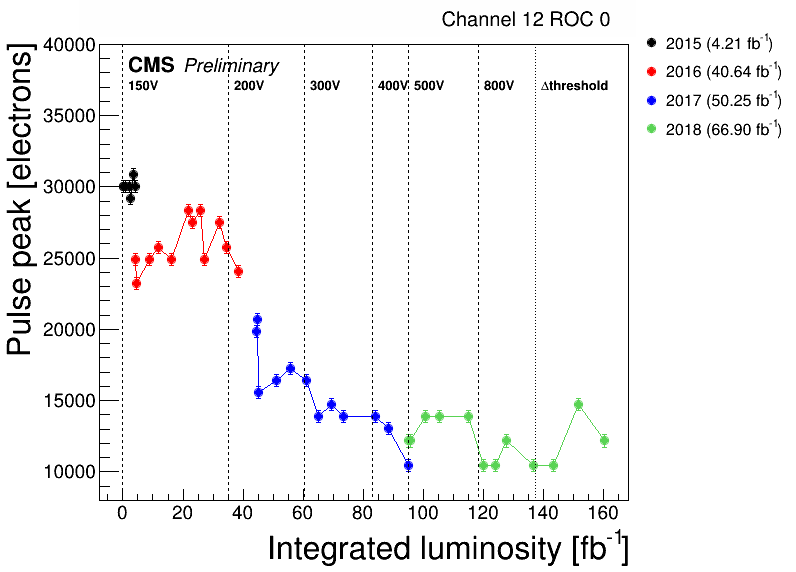 Channel 12 ROC 0
CMS Preliminary
150V 200V 300V 400V 500V 800V Δthreshold
2015 (4.21 fb⁻¹)
2016 (40.64 fb⁻¹)
2017 (50.25 fb⁻¹)
2018 (66.90 fb⁻¹)
Pulse peak [electrons]
40000
35000
30000
25000
20000
15000
10000
0 20 40 60 80 100 120 140 160
Integrated luminosity [fb⁻¹]